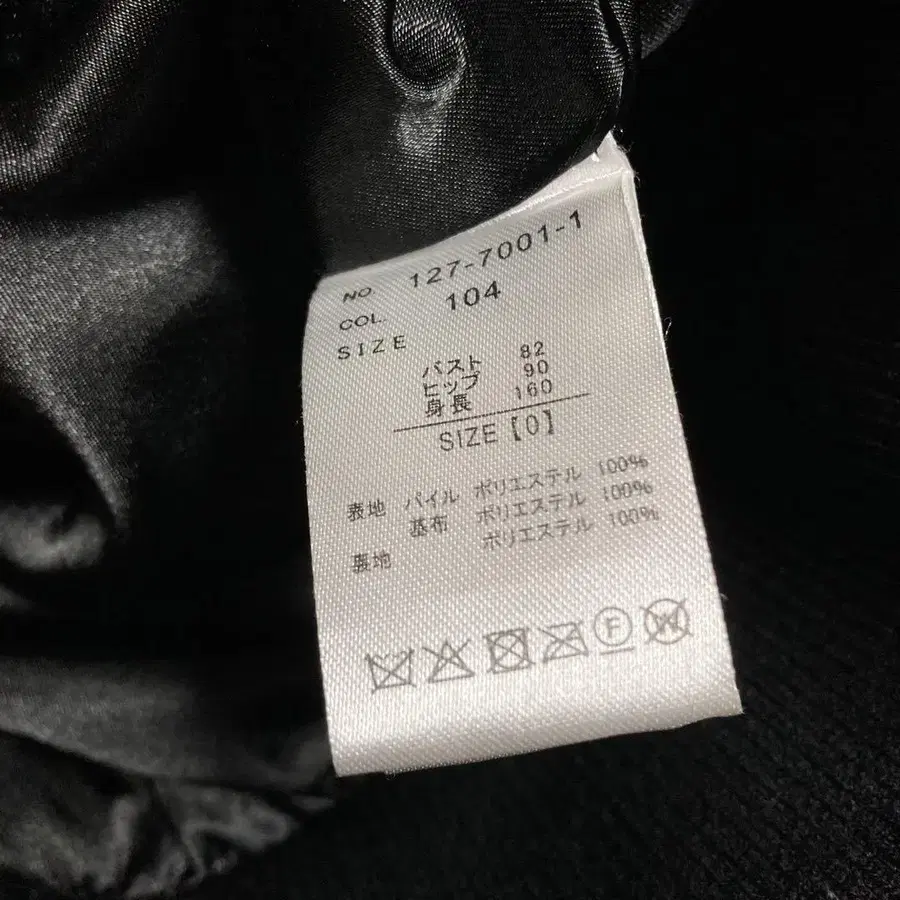 NO. 127-7001-1
COL. 104
SIZE
バスト 82
ヒップ 90
身長 160
SIZE【0】
表地 パイル ポリエステル 100%
基布 ポリエステル 100%
裏地 ポリエステル 100%
F W